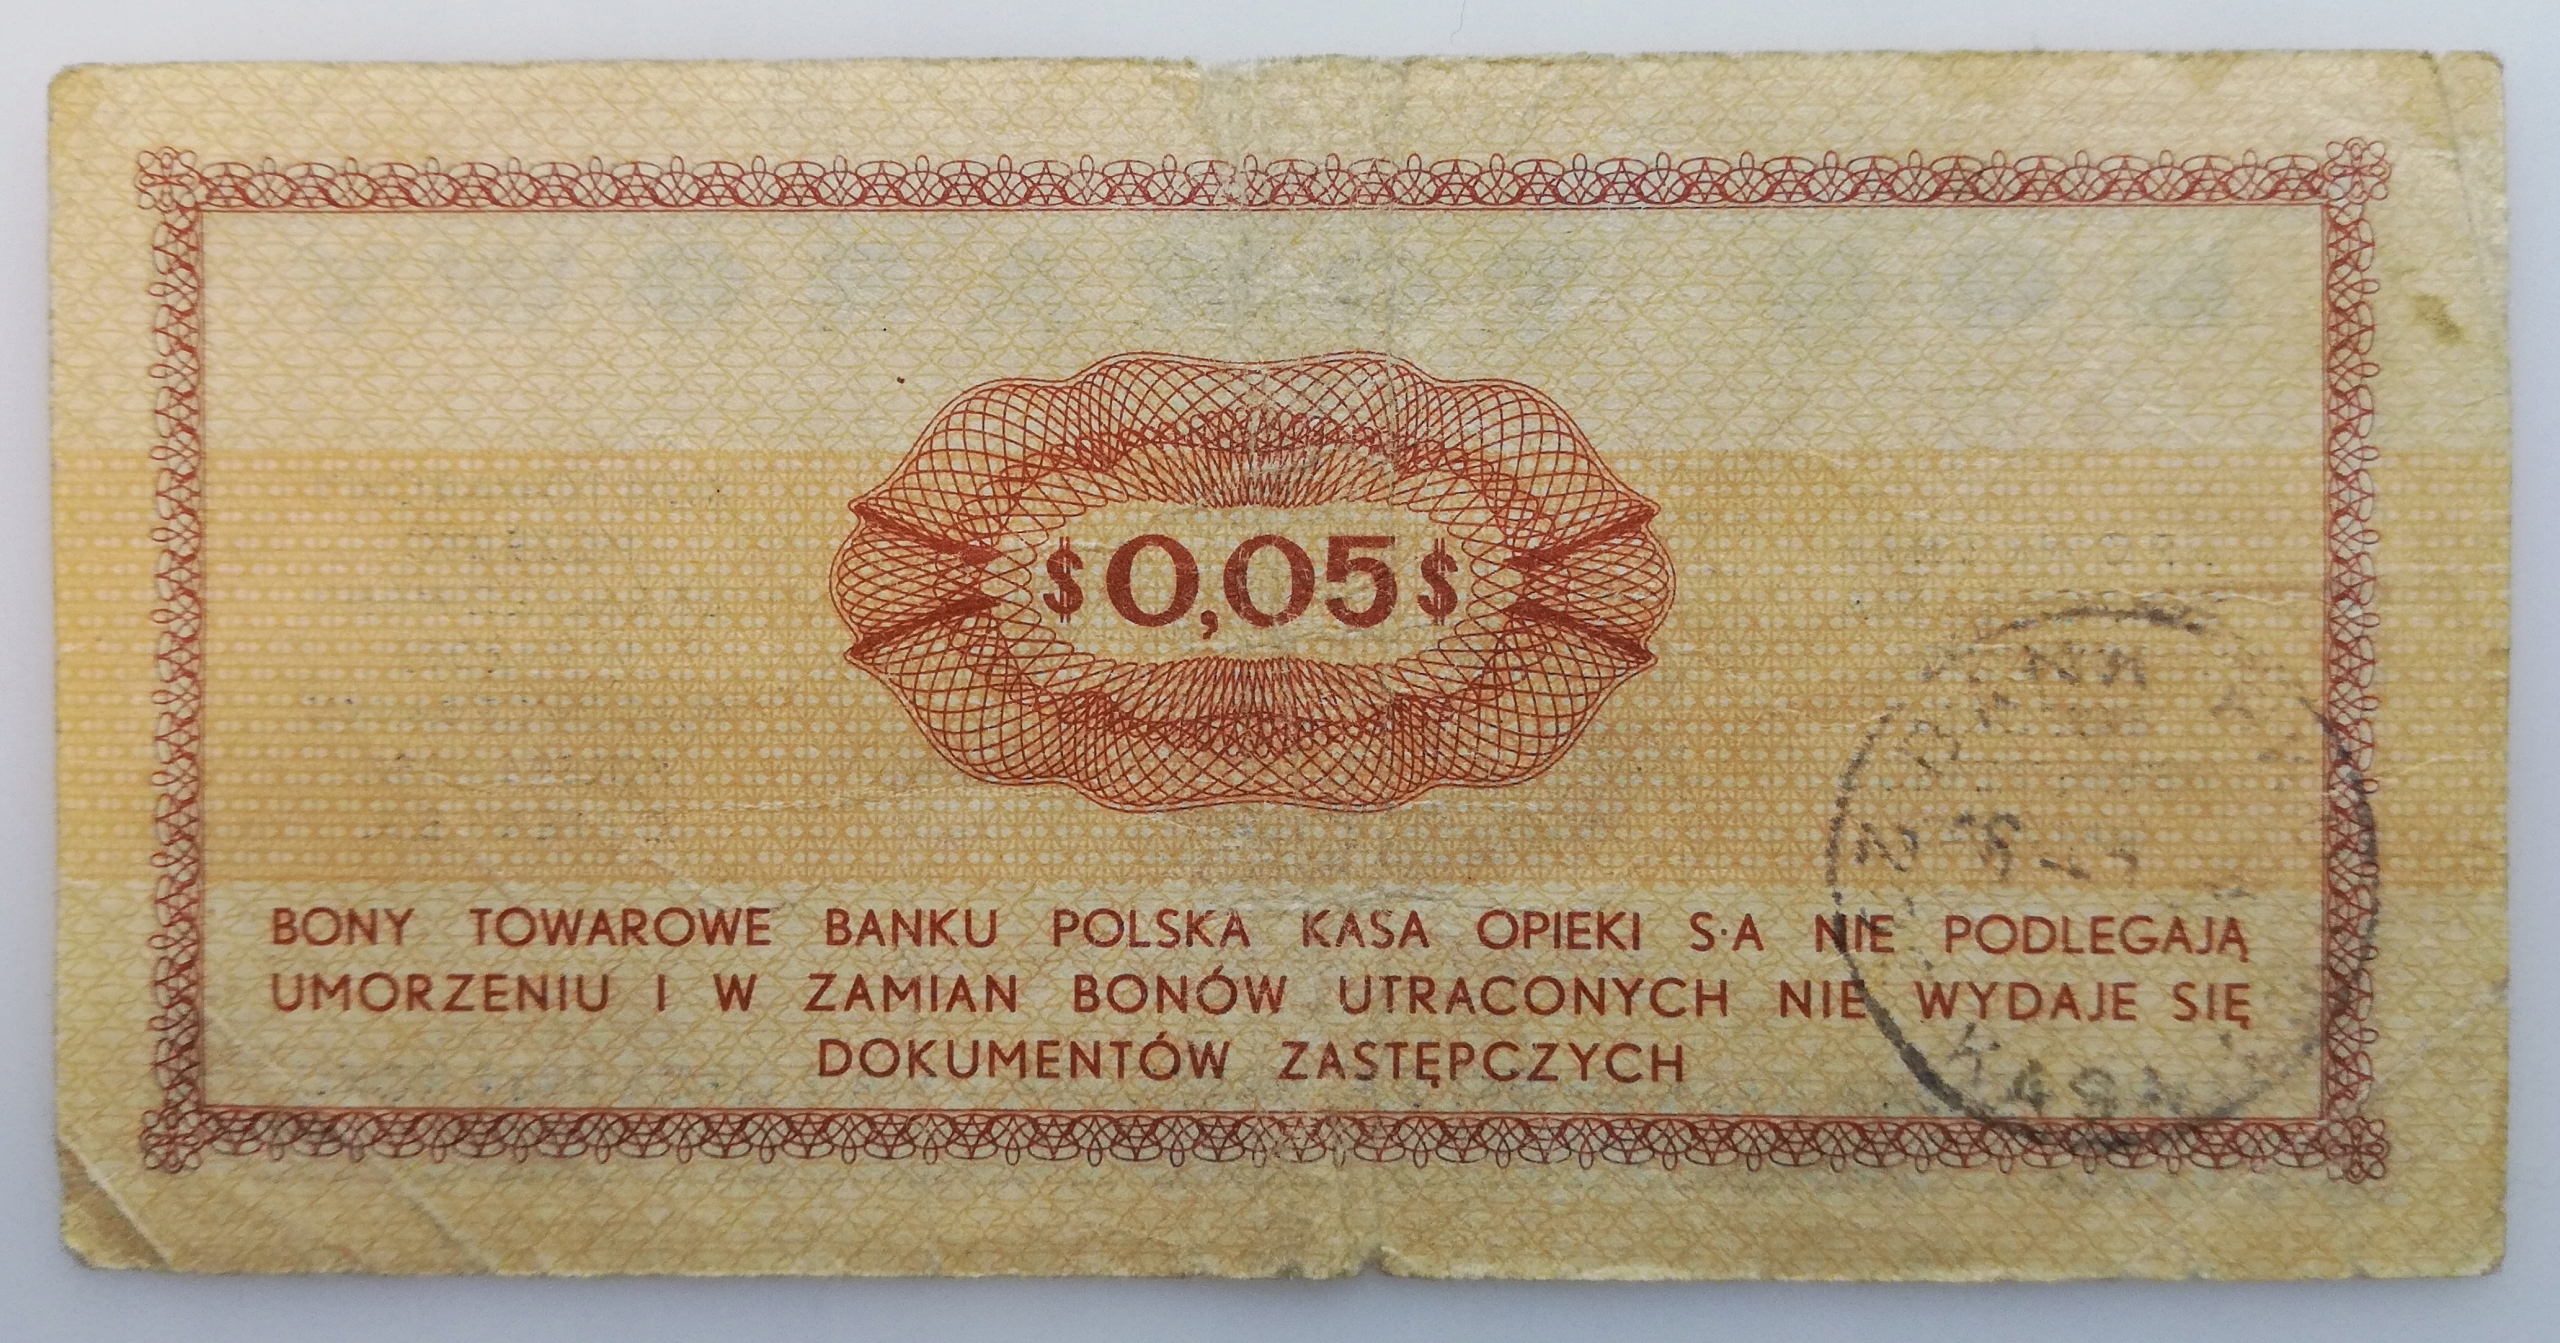 $0,05$
BONY TOWAROWE BANKU POLSKA KASA OPIEKI S·A NIE PODLEGAJĄ
UMORZENIU I W ZAMIAN BONÓW UTRACONYCH NIE WYDAJE SIĘ
DOKUMENTÓW ZASTĘPCZYCH